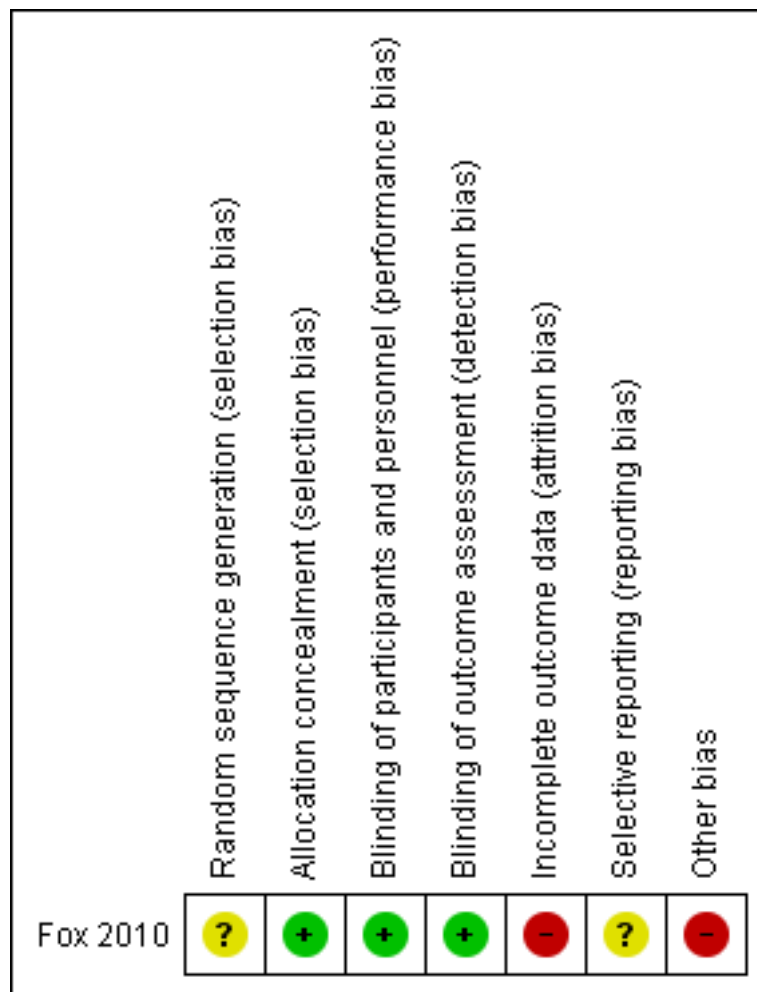 Random sequence generation (selection bias)
Allocation concealment (selection bias)
Blinding of participants and personnel (performance bias)
Blinding of outcome assessment (detection bias)
Incomplete outcome data (attrition bias)
Selective reporting (reporting bias)
Other bias
Fox 2010 ? + + + - ? -